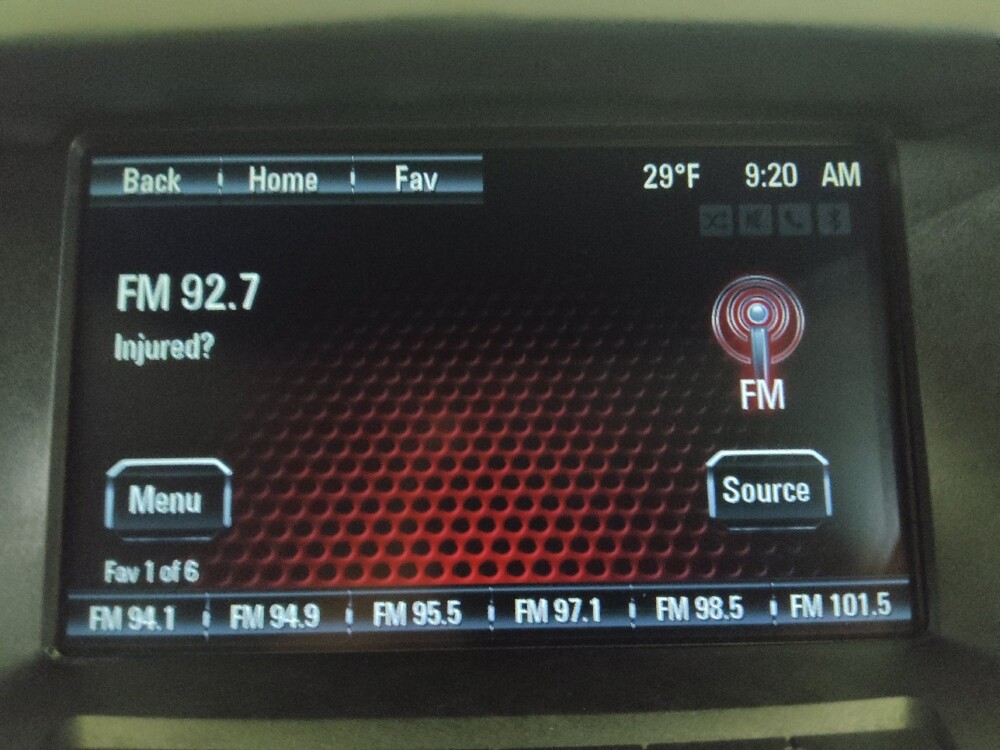 Back Home Fav 29°F 9:20 AM
FM 92.7
Injured?
FM
Menu
Source
Fav 1 of 6
FM 94.1 FM 94.9 FM 95.5 FM 97.1 FM 98.5 FM 101.5